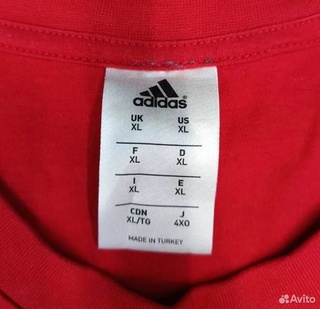 adidas
UK US
XL XL
F D
XL XL
I E
XL XL
CDN J
XL/TG 4XO
MADE IN TURKEY
Avito